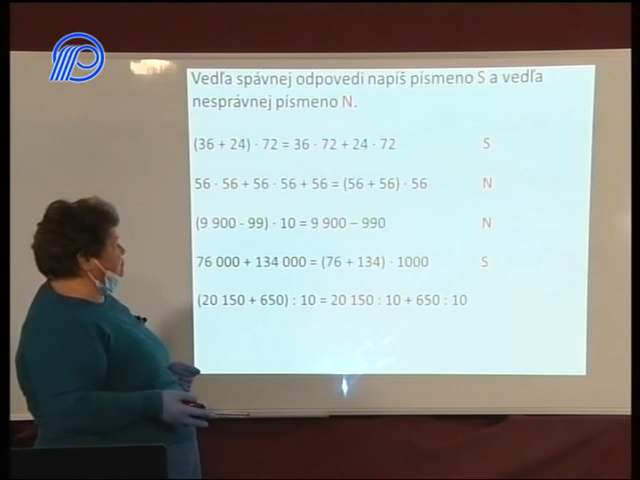 Vedľa spávnej odpovedi napíš písmeno S a vedľa
nesprávnej písmeno N.
(36 + 24) · 72 = 36 · 72 + 24 · 72 S
56 · 56 + 56 · 56 + 56 = (56 + 56) · 56 N
(9 900 - 99) · 10 = 9 900 – 990 N
76 000 + 134 000 = (76 + 134) · 1000 S
(20 150 + 650) : 10 = 20 150 : 10 + 650 : 10